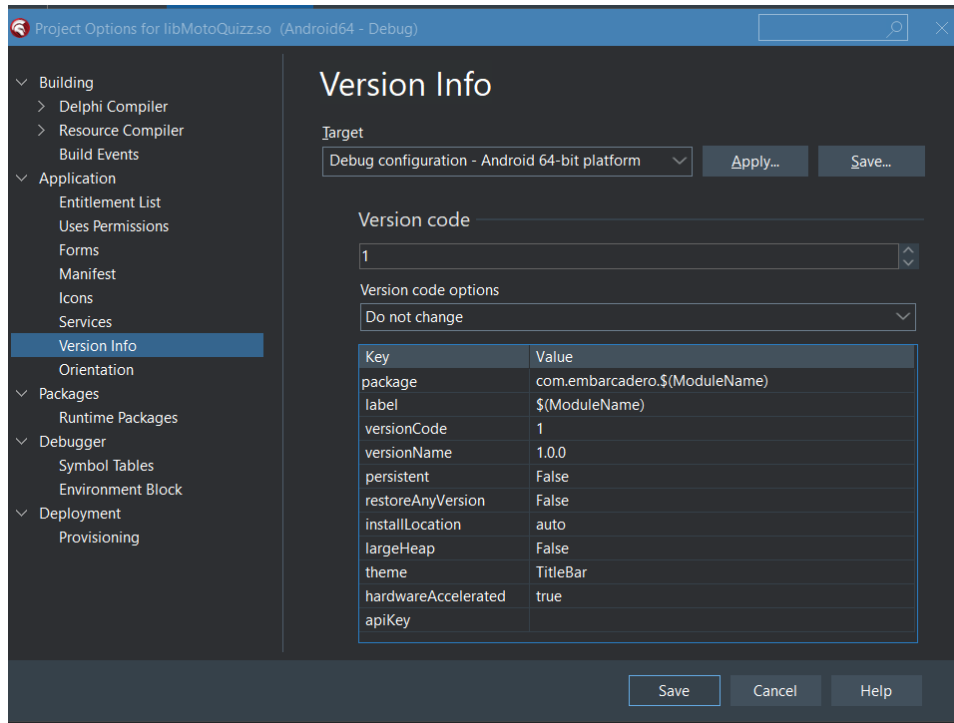 Project Options for libMotoQuizz.so (Android64 - Debug)
Building
Delphi Compiler
Resource Compiler
Build Events
Application
Entitlement List
Uses Permissions
Forms
Manifest
Icons
Services
Version Info
Orientation
Packages
Runtime Packages
Debugger
Symbol Tables
Environment Block
Deployment
Provisioning
Version Info
Target
Debug configuration - Android 64-bit platform Apply... Save...
Version code
1
Version code options
Do not change
Key Value
package com.embarcadero.$(ModuleName)
label $(ModuleName)
versionCode 1
versionName 1.0.0
persistent False
restoreAnyVersion False
installLocation auto
largeHeap False
theme TitleBar
hardwareAccelerated true
apiKey
Save Cancel Help